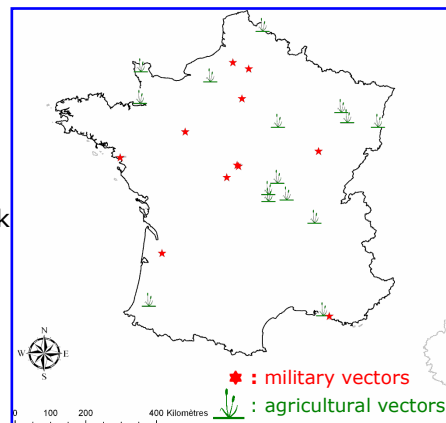 k
N
W E
S
: military vectors
: agricultural vectors
0 100 200 400 Kilomètres